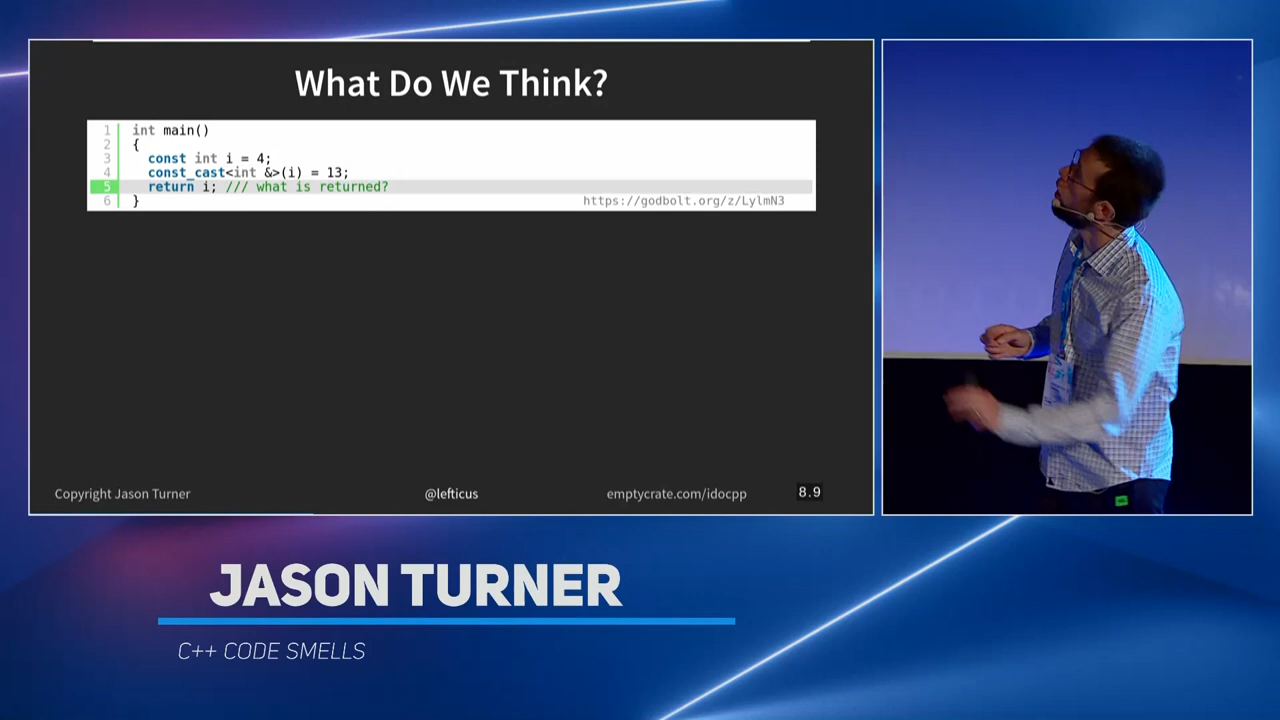 What Do We Think?
1 int main()
2 {
3 const int i = 4;
4 const_cast<int &>(i) = 13;
5 return i; /// what is returned?
6 }
https://godbolt.org/z/LylmN3
Copyright Jason Turner
@lefticus
emptycrate.com/idocpp
8.9
JASON TURNER
C++ CODE SMELLS